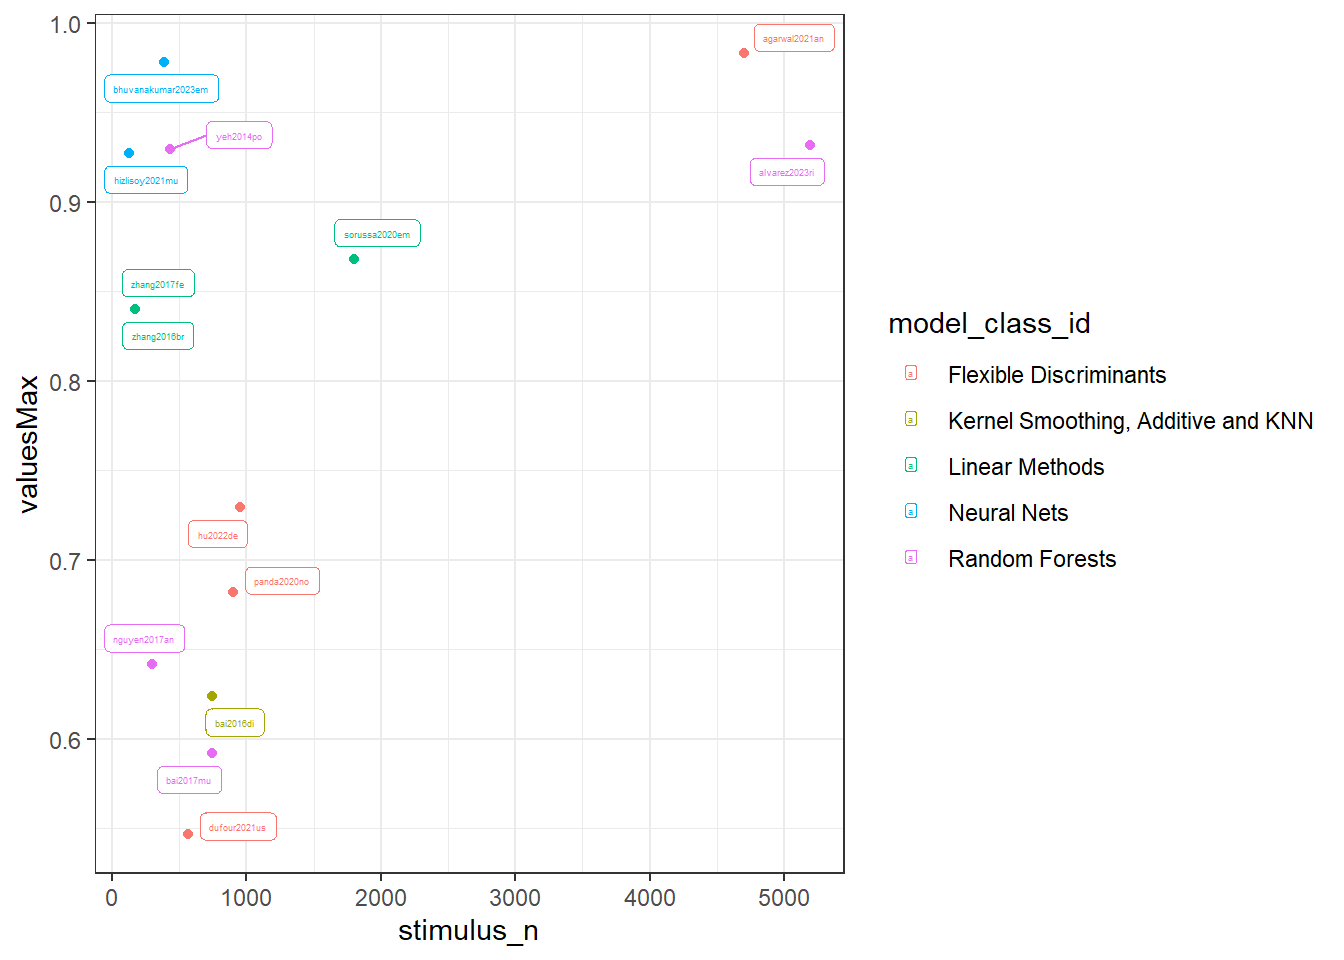 1.0
0.9
0.8
0.7
0.6
valuesMax
agarwal2021an
bhuvanakumar2023em
yeh2014po
alvarez2023ri
hizlisoy2021mu
sorussa2020em
zhang2017fe
zhang2016br
hu2022de
panda2020no
nguyen2017an
bai2016di
bai2017mu
dufour2021us
0 1000 2000 3000 4000 5000
stimulus_n
model_class_id
a Flexible Discriminants
a Kernel Smoothing, Additive and KNN
a Linear Methods
a Neural Nets
a Random Forests